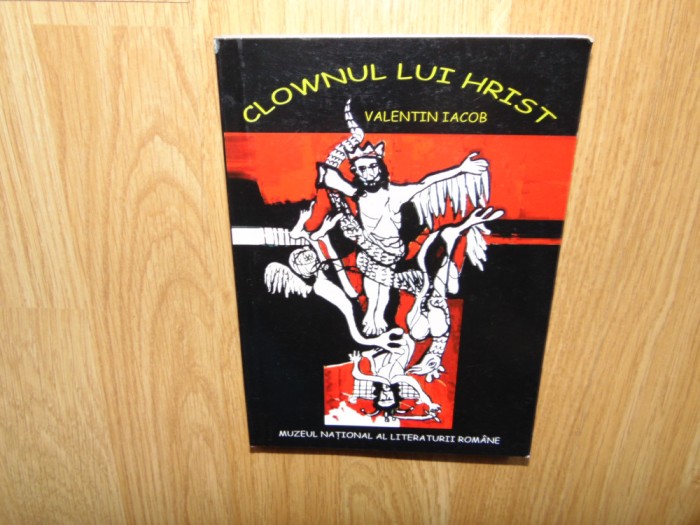 CLOWNUL LUI HRIST
VALENTIN IACOB
MUZEUL NAȚIONAL AL LITERATURII ROMÂNE